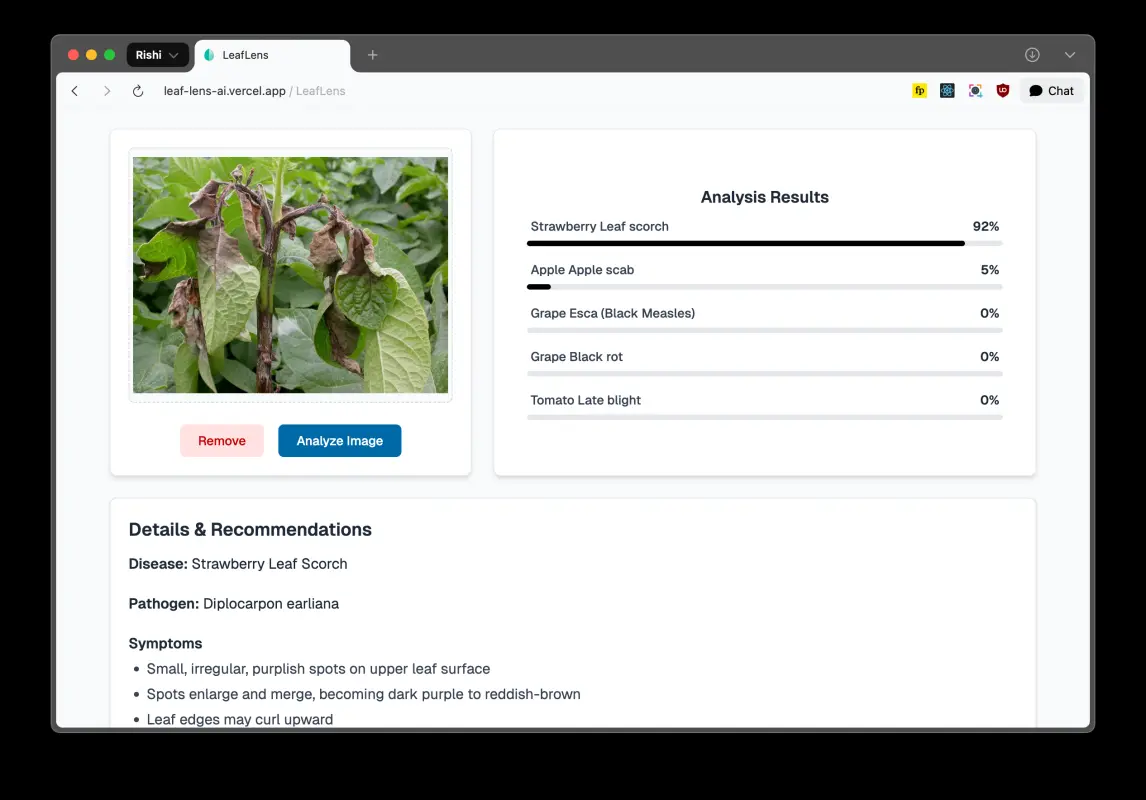 Rishi
LeafLens
leaf-lens-ai.vercel.app / LeafLens
fp
UD
Chat
Remove
Analyze Image
Analysis Results
Strawberry Leaf scorch 92%
Apple Apple scab 5%
Grape Esca (Black Measles) 0%
Grape Black rot 0%
Tomato Late blight 0%
Details & Recommendations
Disease: Strawberry Leaf Scorch
Pathogen: Diplocarpon earliana
Symptoms
Small, irregular, purplish spots on upper leaf surface
Spots enlarge and merge, becoming dark purple to reddish-brown
Leaf edges may curl upward